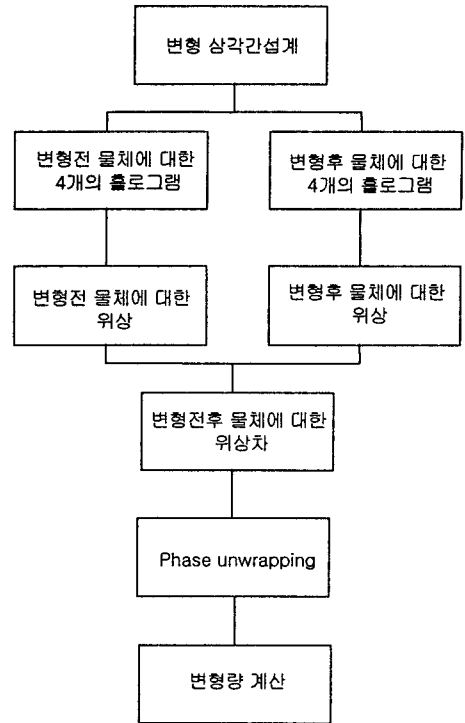 변형 삼각간섭계
변형전 물체에 대한
4개의 홀로그램
변형후 물체에 대한
4개의 홀로그램
변형전 물체에 대한
위상
변형후 물체에 대한
위상
변형전후 물체에 대한
위상차
Phase unwrapping
변형량 계산